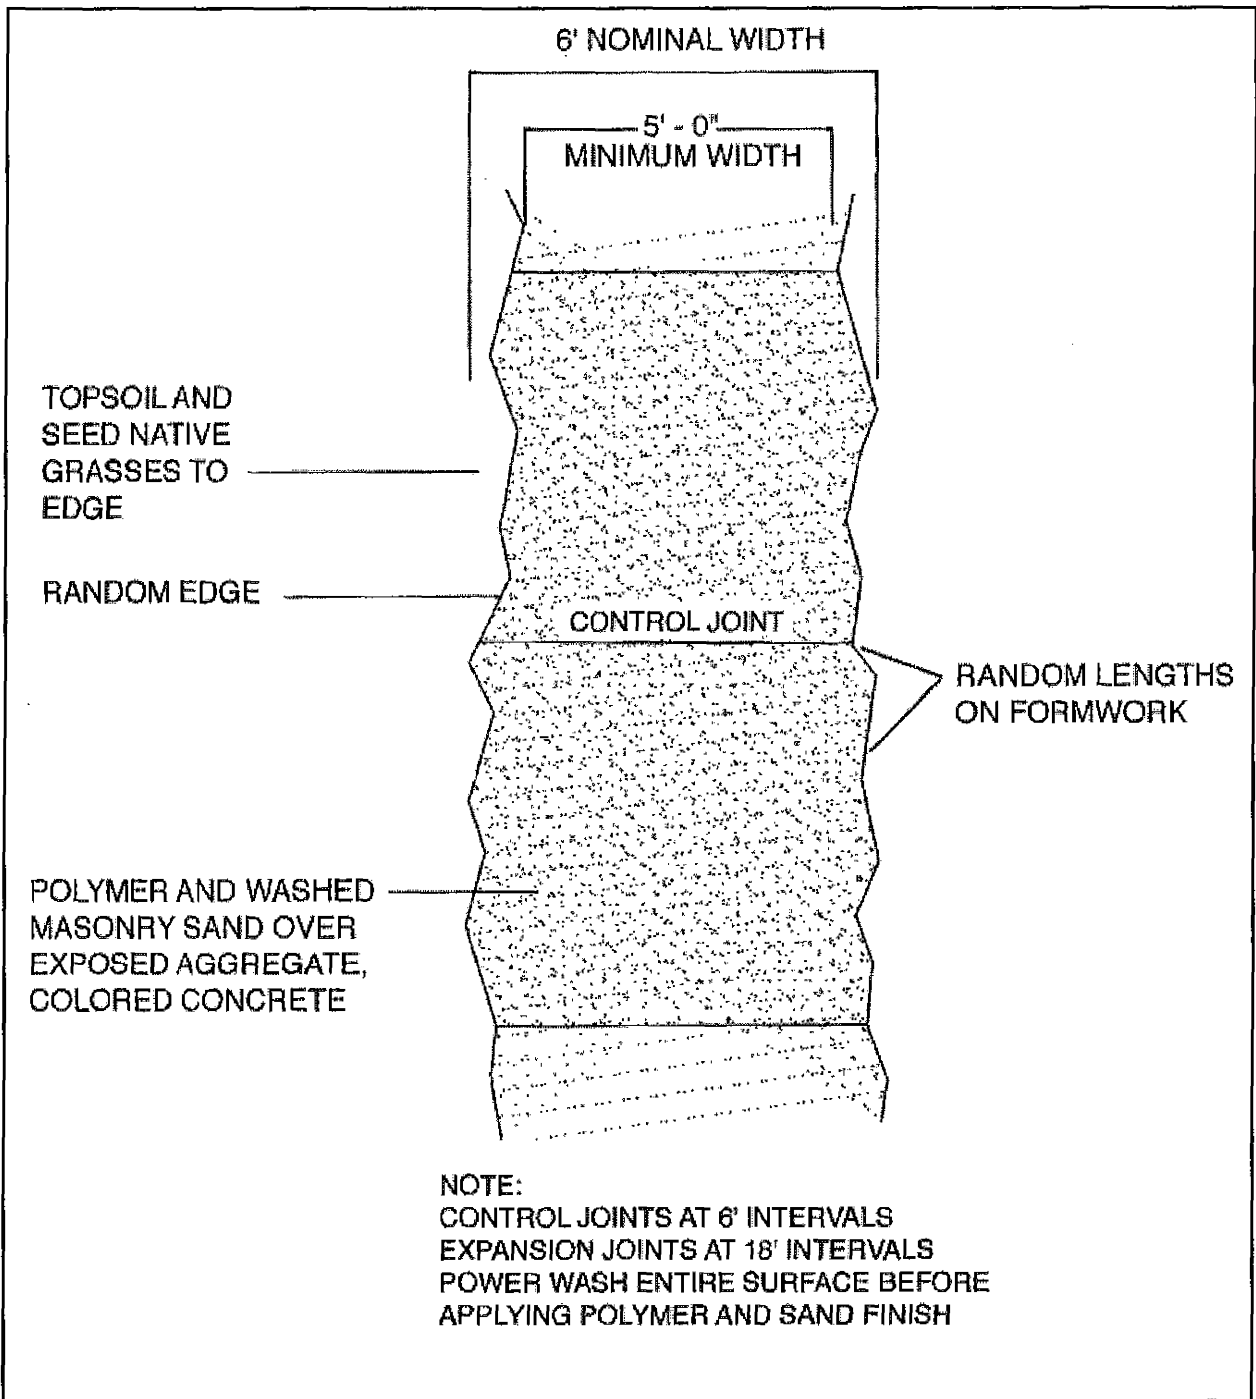 6' NOMINAL WIDTH
5' - 0"
MINIMUM WIDTH
TOPSOIL AND
SEED NATIVE
GRASSES TO
EDGE
RANDOM EDGE
CONTROL JOINT
RANDOM LENGTHS
ON FORMWORK
POLYMER AND WASHED
MASONRY SAND OVER
EXPOSED AGGREGATE,
COLORED CONCRETE
NOTE:
CONTROL JOINTS AT 6' INTERVALS
EXPANSION JOINTS AT 18' INTERVALS
POWER WASH ENTIRE SURFACE BEFORE
APPLYING POLYMER AND SAND FINISH